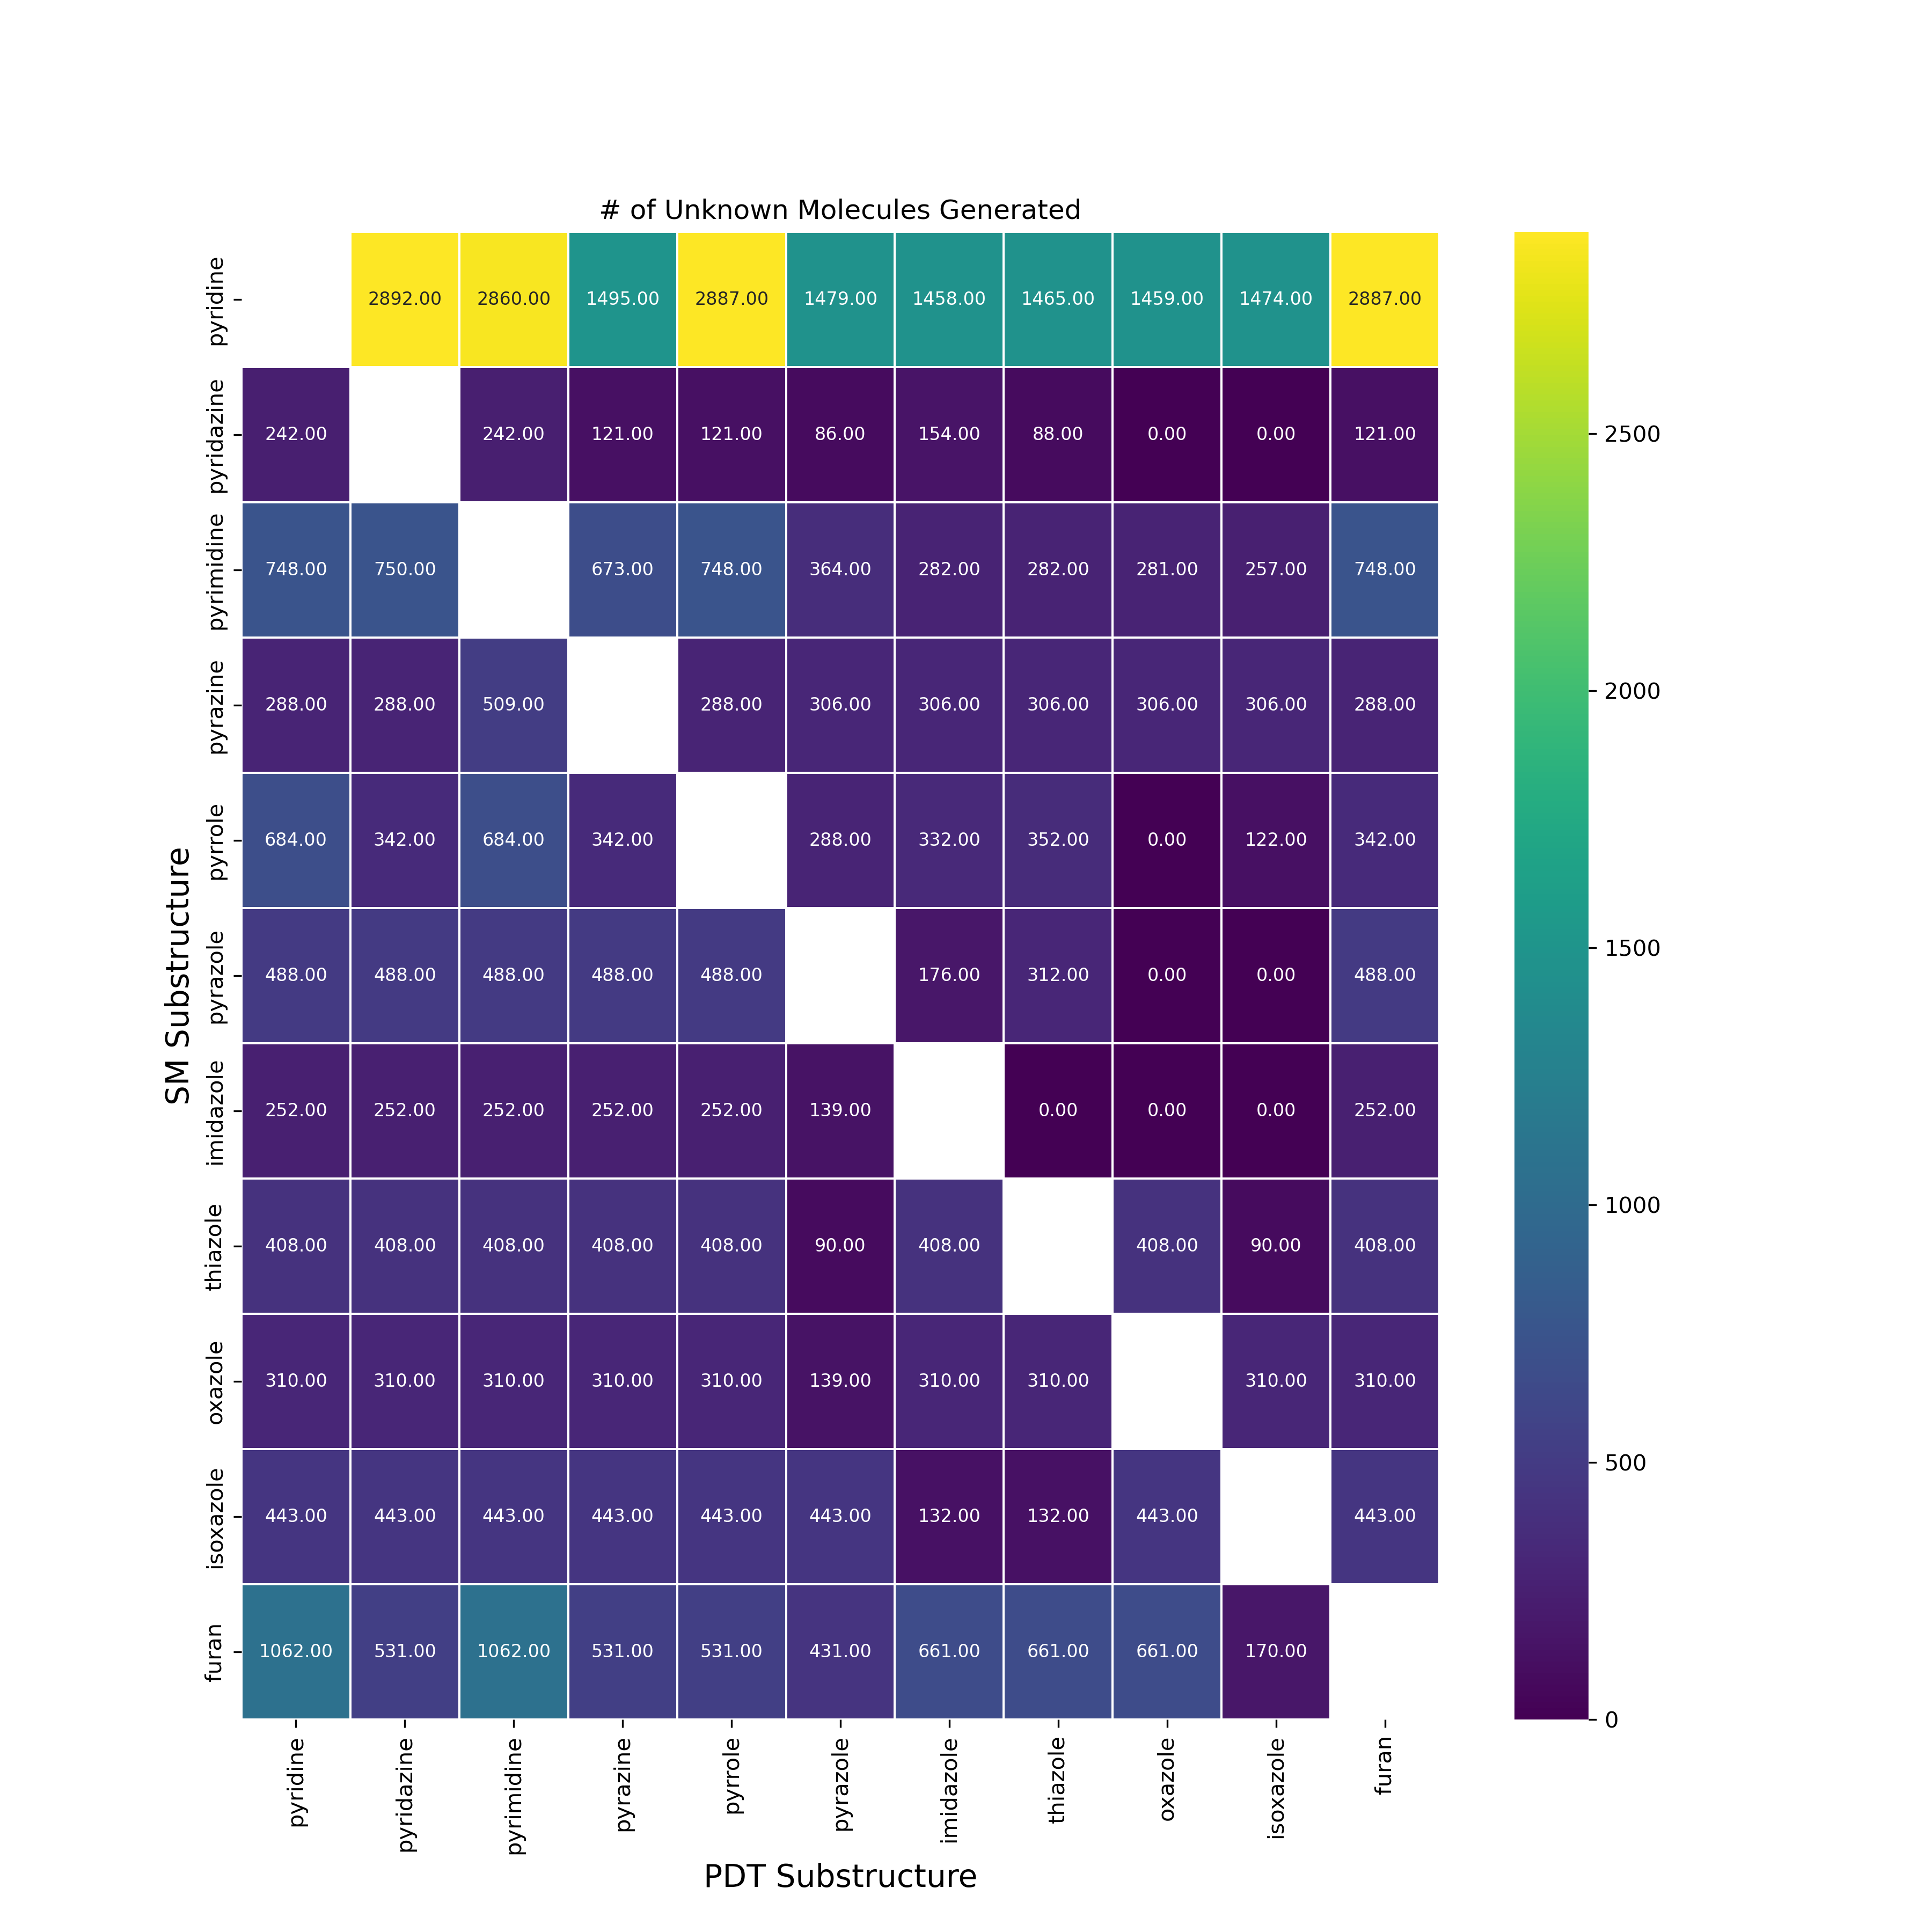 # of Unknown Molecules Generated
pyridine 2892.00 2860.00 1495.00 2887.00 1479.00 1458.00 1465.00 1459.00 1474.00 2887.00
pyridazine 242.00 242.00 121.00 121.00 86.00 154.00 88.00 0.00 0.00 121.00
pyrimidine 748.00 750.00 673.00 748.00 364.00 282.00 282.00 281.00 257.00 748.00
pyrazine 288.00 288.00 509.00 288.00 306.00 306.00 306.00 306.00 306.00 288.00
pyrrole 684.00 342.00 684.00 342.00 288.00 332.00 352.00 0.00 122.00 342.00
pyrazole 488.00 488.00 488.00 488.00 488.00 176.00 312.00 0.00 0.00 488.00
imidazole 252.00 252.00 252.00 252.00 252.00 139.00 0.00 0.00 0.00 252.00
thiazole 408.00 408.00 408.00 408.00 408.00 90.00 408.00 408.00 90.00 408.00
oxazole 310.00 310.00 310.00 310.00 310.00 139.00 310.00 310.00 310.00 310.00
isoxazole 443.00 443.00 443.00 443.00 443.00 443.00 132.00 132.00 443.00 443.00
furan 1062.00 531.00 1062.00 531.00 531.00 431.00 661.00 661.00 661.00 170.00
pyridine pyridazine pyrimidine pyrazine pyrrole pyrazole imidazole thiazole oxazole isoxazole furan
SM Substructure
PDT Substructure
2500
2000
1500
1000
500
0